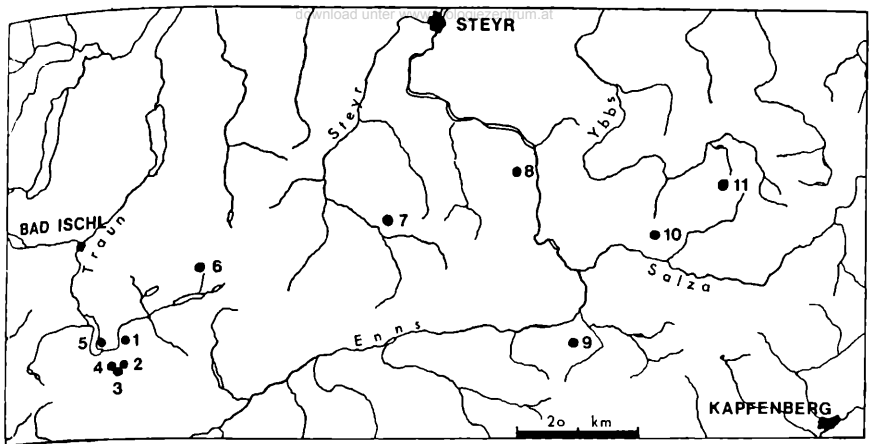 download unter www.biologiezentrum.at
STEYR
Steyr
Ybbs
8
11
7
BAD ISCHL
Traun
10
6
Salza
5
1
Enns
9
4
2
3
20 km
KAPFENBERG